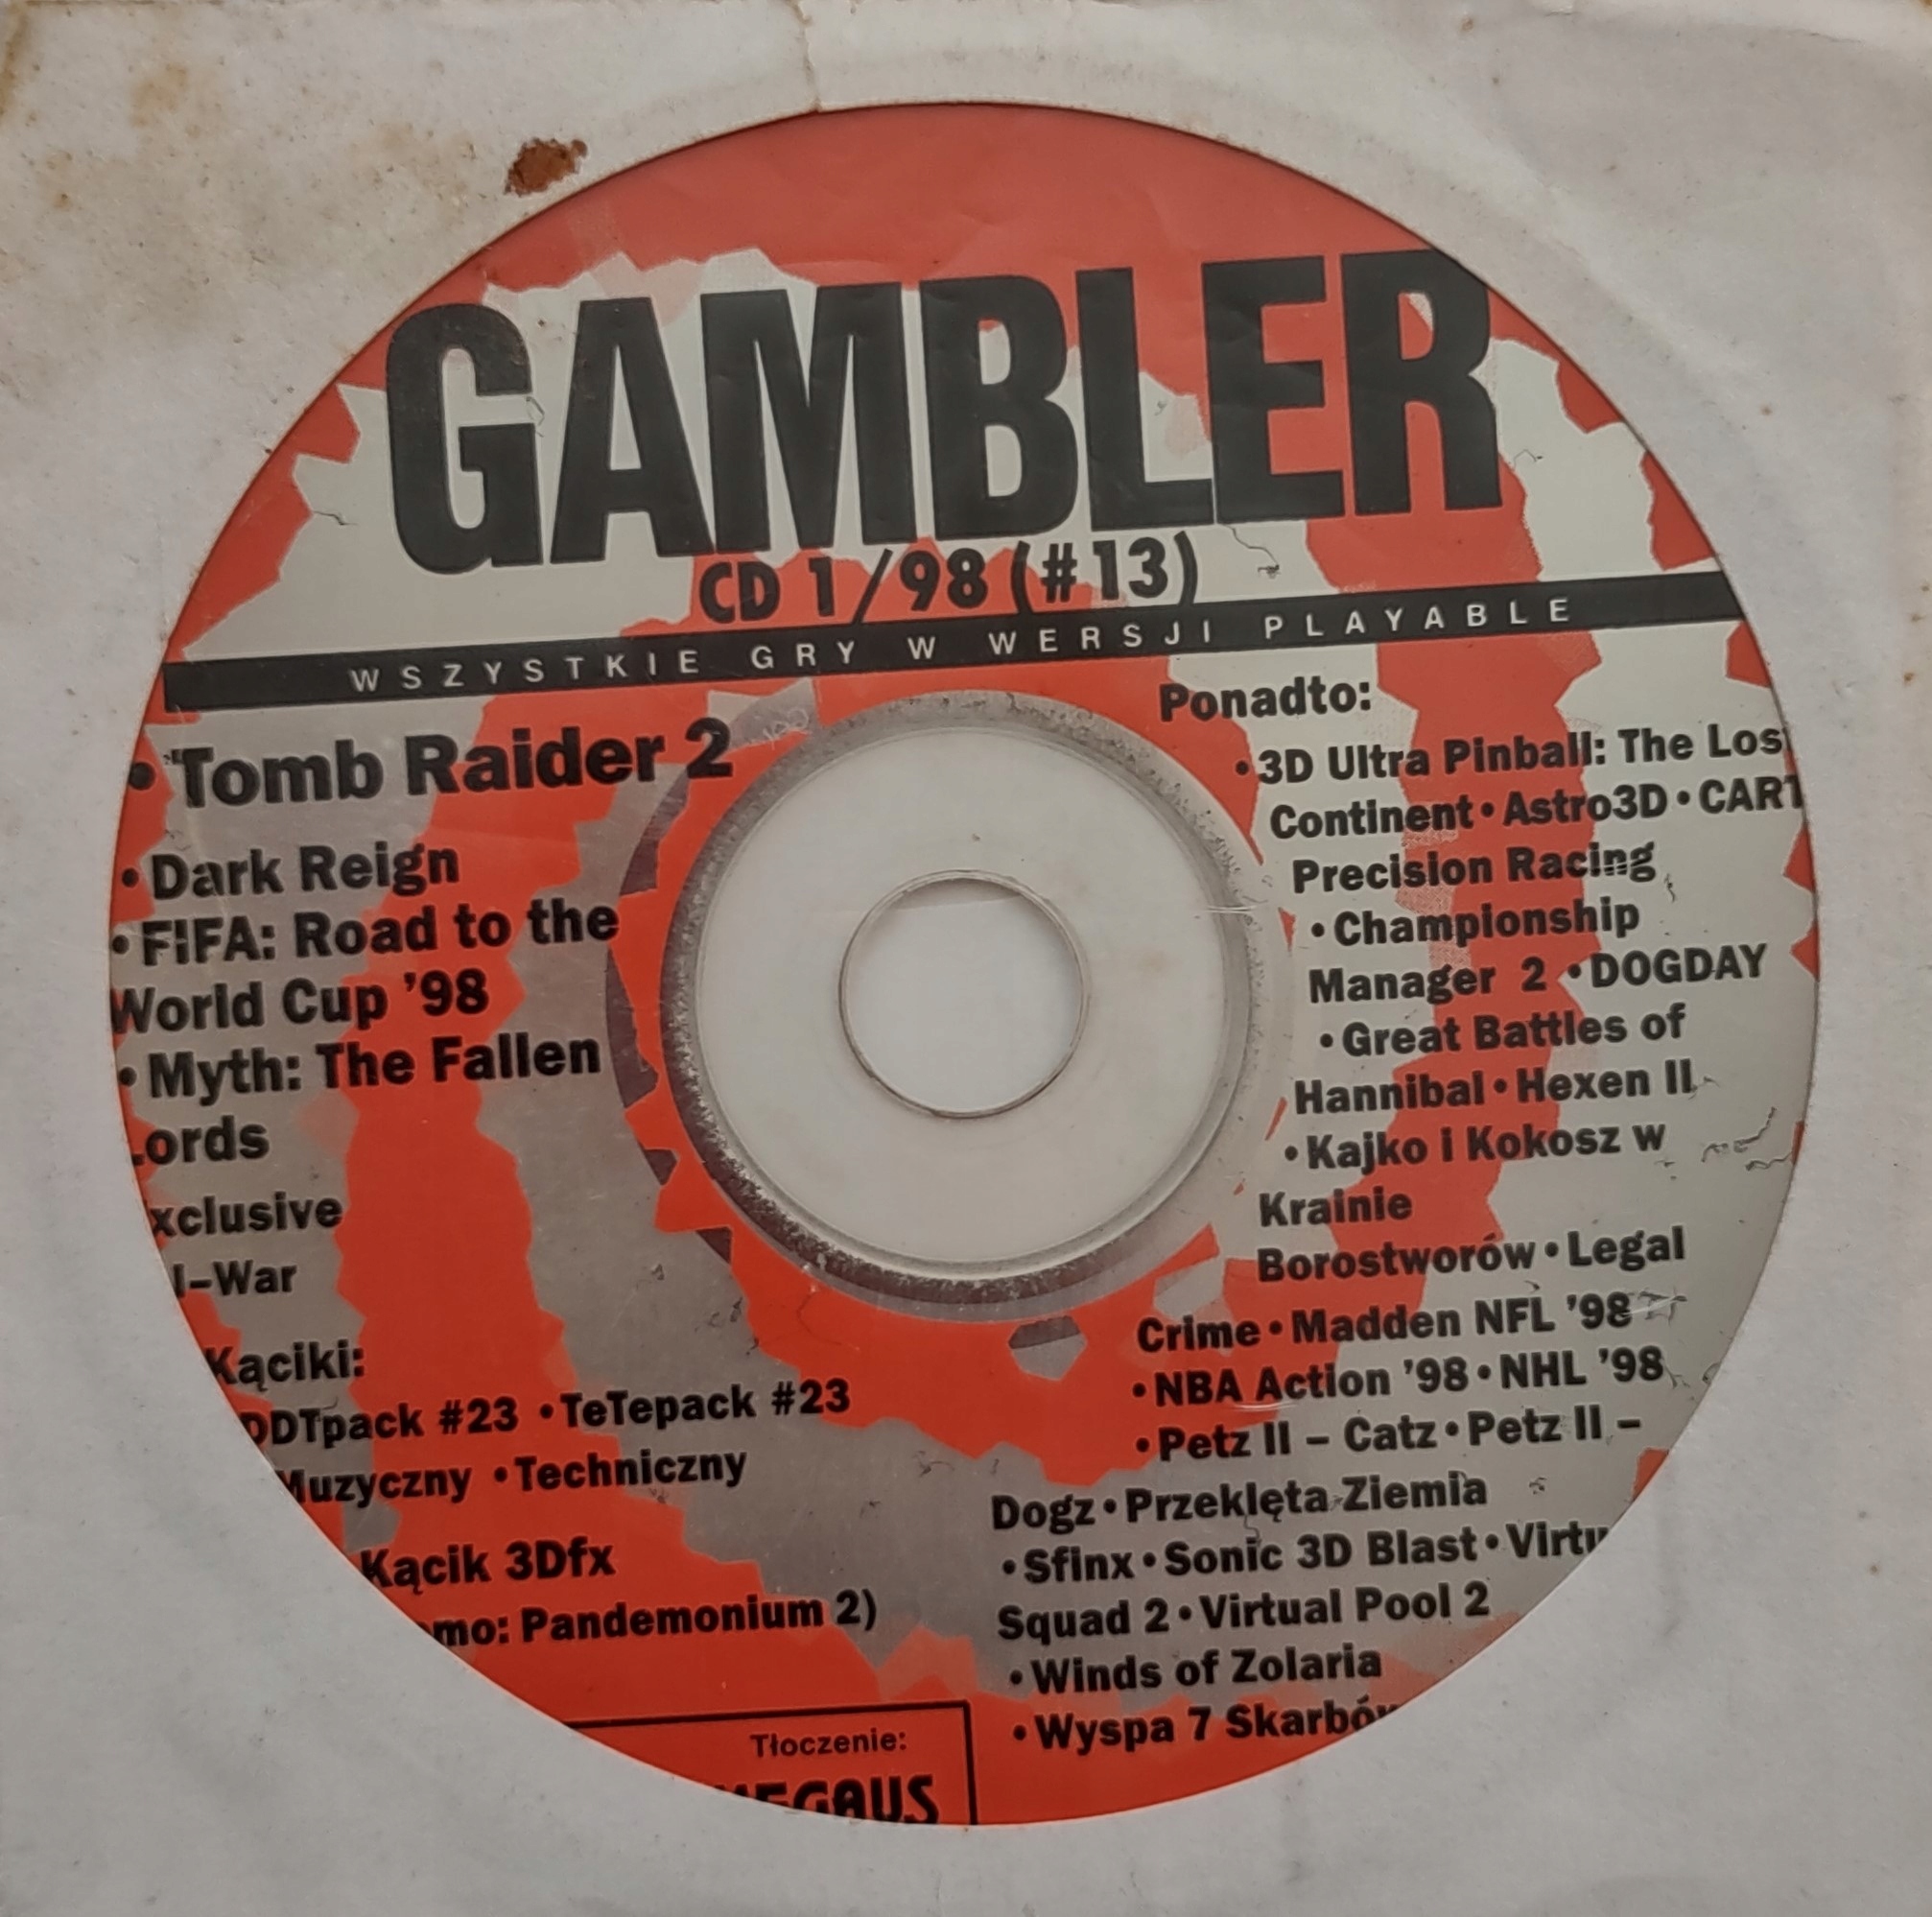 GAMBLER
CD 1/98 (#13)
WSZYSTKIE GRY W WERSJI PLAYABLE
• Tomb Raider 2
• Dark Reign
• FIFA: Road to the
World Cup '98
• Myth: The Fallen
ords
xclusive
I-War
Kąciki:
DDTpack #23 • TeTepack #23
Muzyczny • Techniczny
Kącik 3Dfx
mo: Pandemonium 2)
Tłoczenie:
Ponadto:
• 3D Ultra Pinball: The Los
Continent • Astro3D • CART
Precision Racing
• Championship
Manager 2 • DOGDAY
• Great Battles of
Hannibal • Hexen II
• Kajko i Kokosz w
Krainie
Borostworów • Legal
Crime • Madden NFL '98
• NBA Action '98 • NHL '98
• Petz II – Catz • Petz II –
Dogz • Przeklęta Ziemia
• Sfinx • Sonic 3D Blast • Virtu
Squad 2 • Virtual Pool 2
• Winds of Zolaria
• Wyspa 7 Skarbów